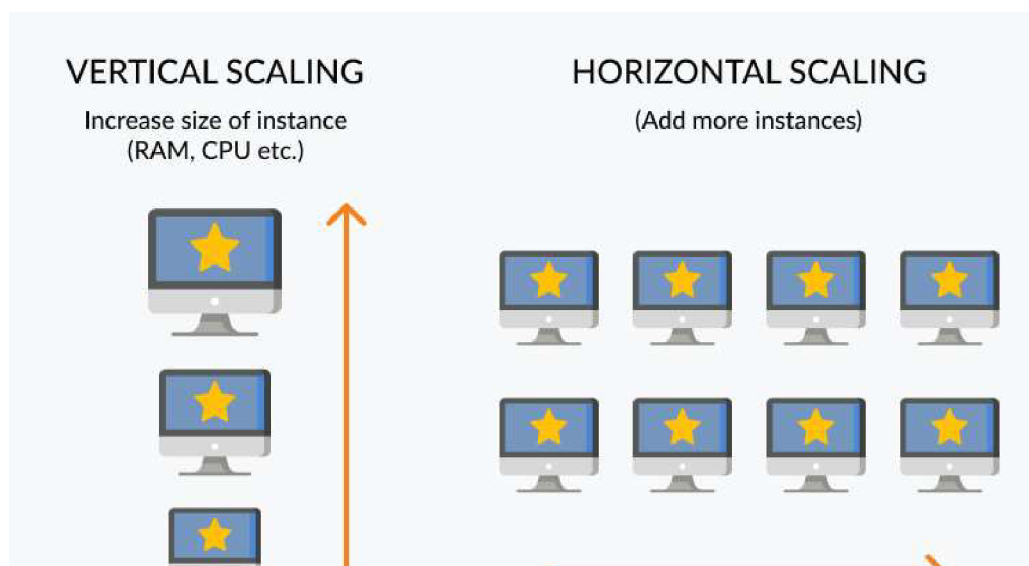 VERTICAL SCALING
Increase size of instance
(RAM, CPU etc.)
HORIZONTAL SCALING
(Add more instances)